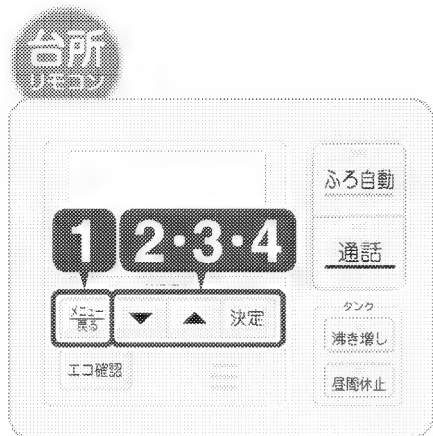 台所
リモコン
ふろ自動
1
2・3・4
通話
メニュー
戻る
▼
▲
決定
タンク
沸き増し
エコ確認
昼間休止